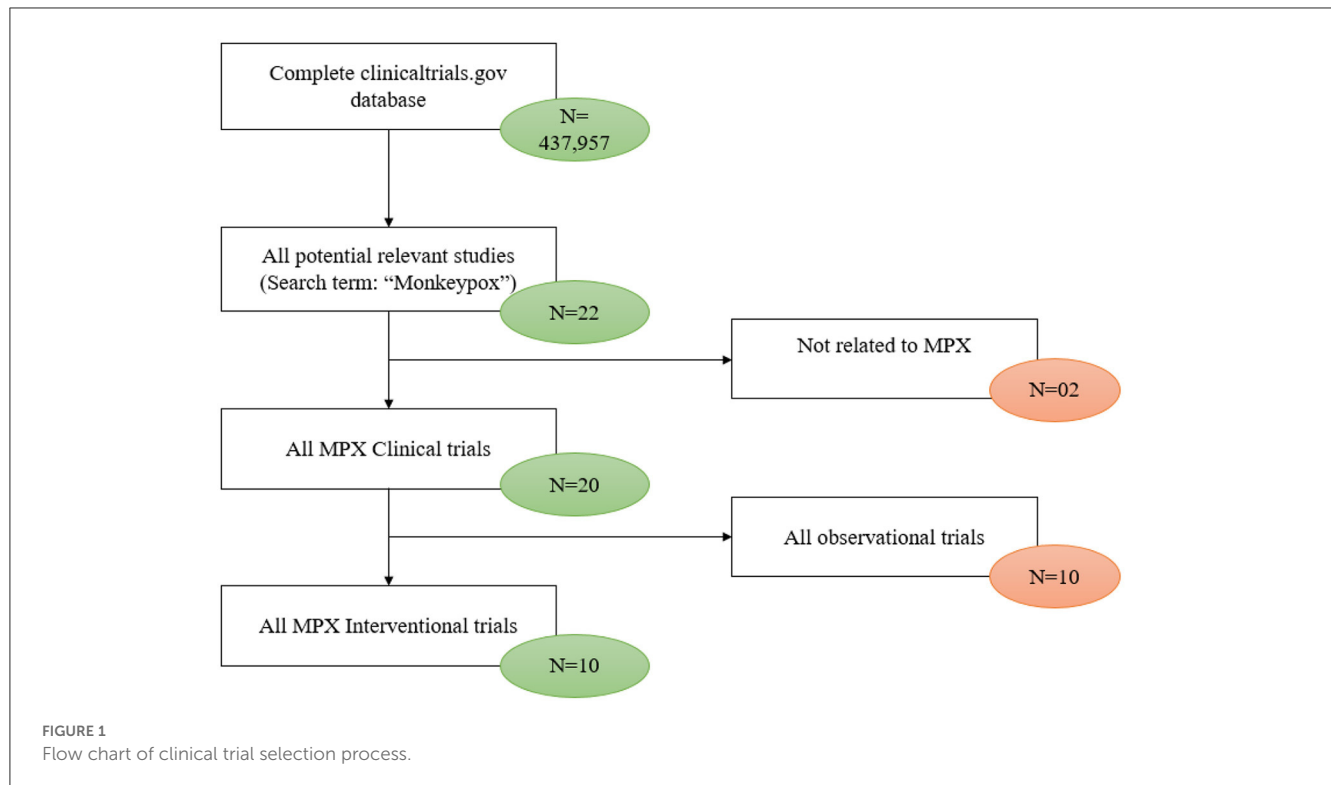 Complete clinicaltrials.gov
database
N=
437,957
All potential relevant studies
(Search term: “Monkeypox”)
N=22
Not related to MPX
N=02
All MPX Clinical trials
N=20
All observational trials
N=10
All MPX Interventional trials
N=10
FIGURE 1
Flow chart of clinical trial selection process.